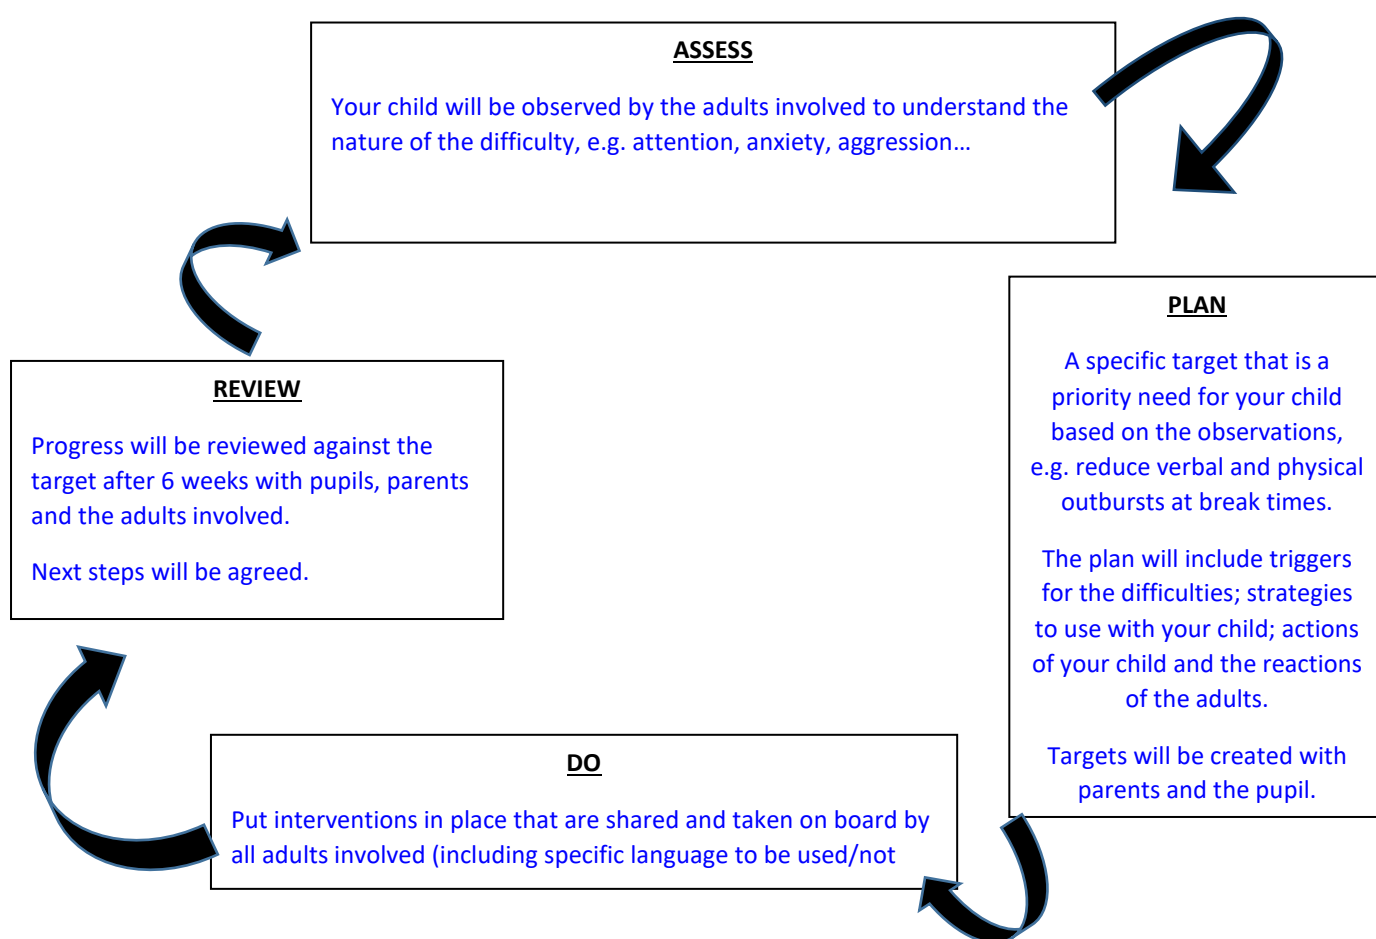 ASSESS
Your child will be observed by the adults involved to understand the
nature of the difficulty, e.g. attention, anxiety, aggression…
PLAN
A specific target that is a
priority need for your child
based on the observations,
e.g. reduce verbal and physical
outbursts at break times.
The plan will include triggers
for the difficulties; strategies
to use with your child; actions
of your child and the reactions
of the adults.
Targets will be created with
parents and the pupil.
DO
Put interventions in place that are shared and taken on board by
all adults involved (including specific language to be used/not
REVIEW
Progress will be reviewed against the
target after 6 weeks with pupils, parents
and the adults involved.
Next steps will be agreed.